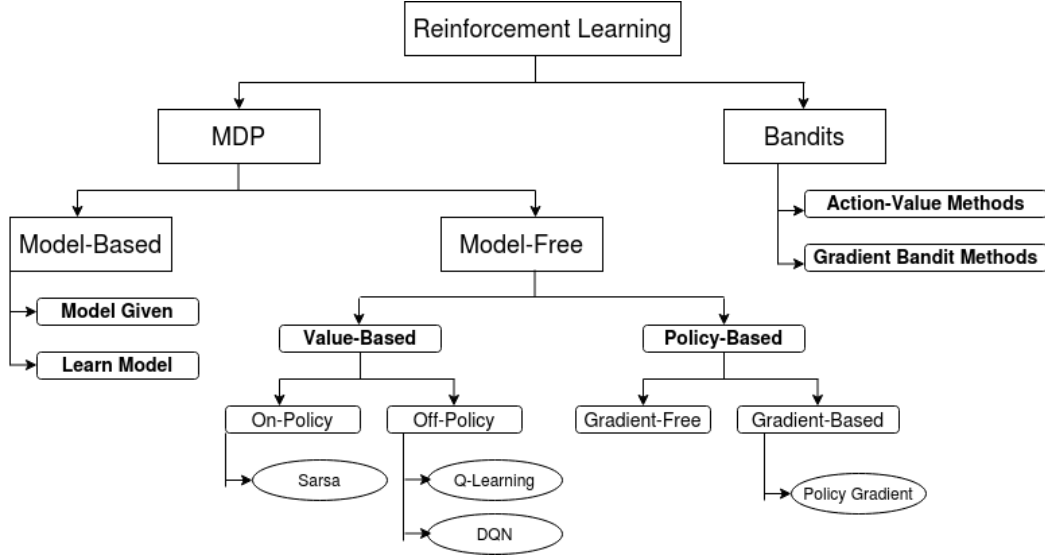 Reinforcement Learning
MDP
Bandits
Action-Value Methods
Gradient Bandit Methods
Model-Based
Model-Free
Model Given
Learn Model
Value-Based
Policy-Based
On-Policy
Off-Policy
Gradient-Free
Gradient-Based
Sarsa
Q-Learning
Policy Gradient
DQN